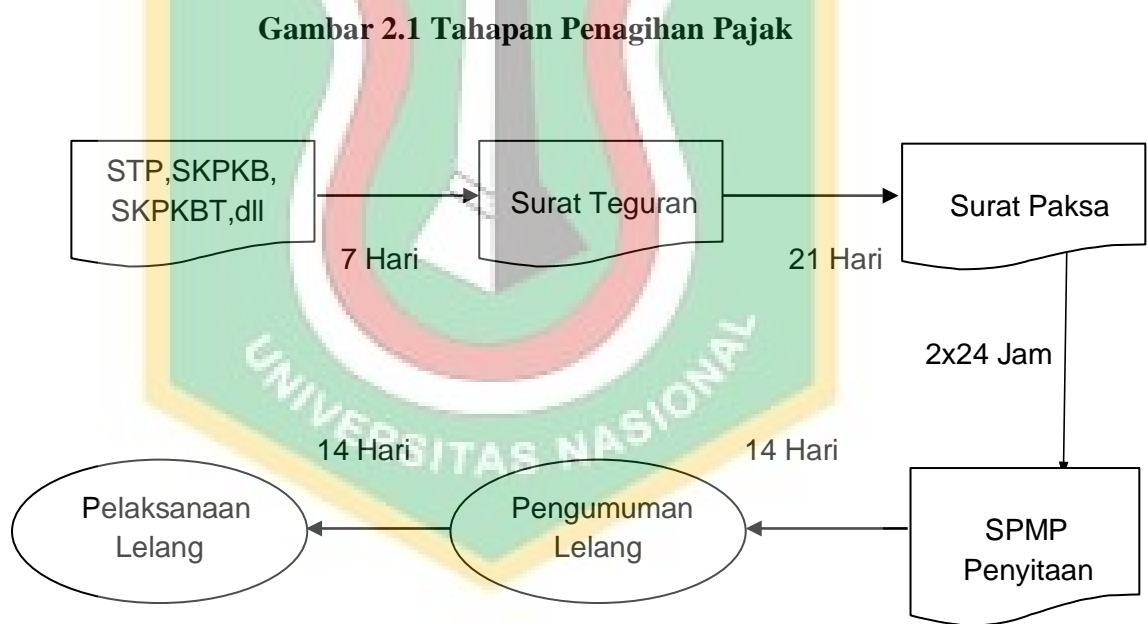 Gambar 2.1 Tahapan Penagihan Pajak
STP,SKPKB,
SKPKBT,dll
7 Hari
Surat Teguran
21 Hari
Surat Paksa
2x24 Jam
SPMP
Penyitaan
14 Hari
Pengumuman
Lelang
14 Hari
Pelaksanaan
Lelang
UNIVERSITAS NASIONAL